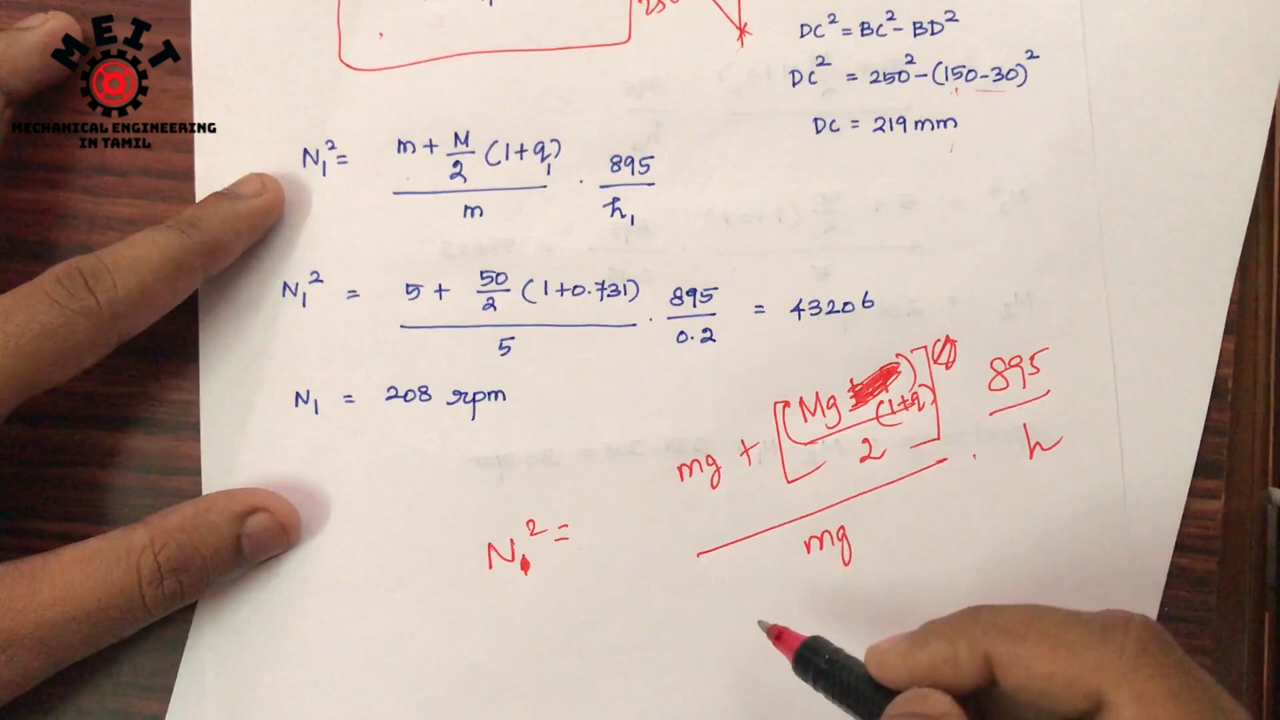 MEIT
MECHANICAL ENGINEERING
IN TAMIL
250
DC² = BC² - BD²
DC² = 250² - (150-30)²
DC = 219 mm
N₁² = (m + M/2 (1+q₁)) / m · 895 / h₁
N₁² = (5 + 50/2 (1+0.731)) / 5 · 895 / 0.2 = 43206
N₁ = 208 rpm
N₁² = (mg + [(Mg (1+q)) / 2]) / mg · 895 / h